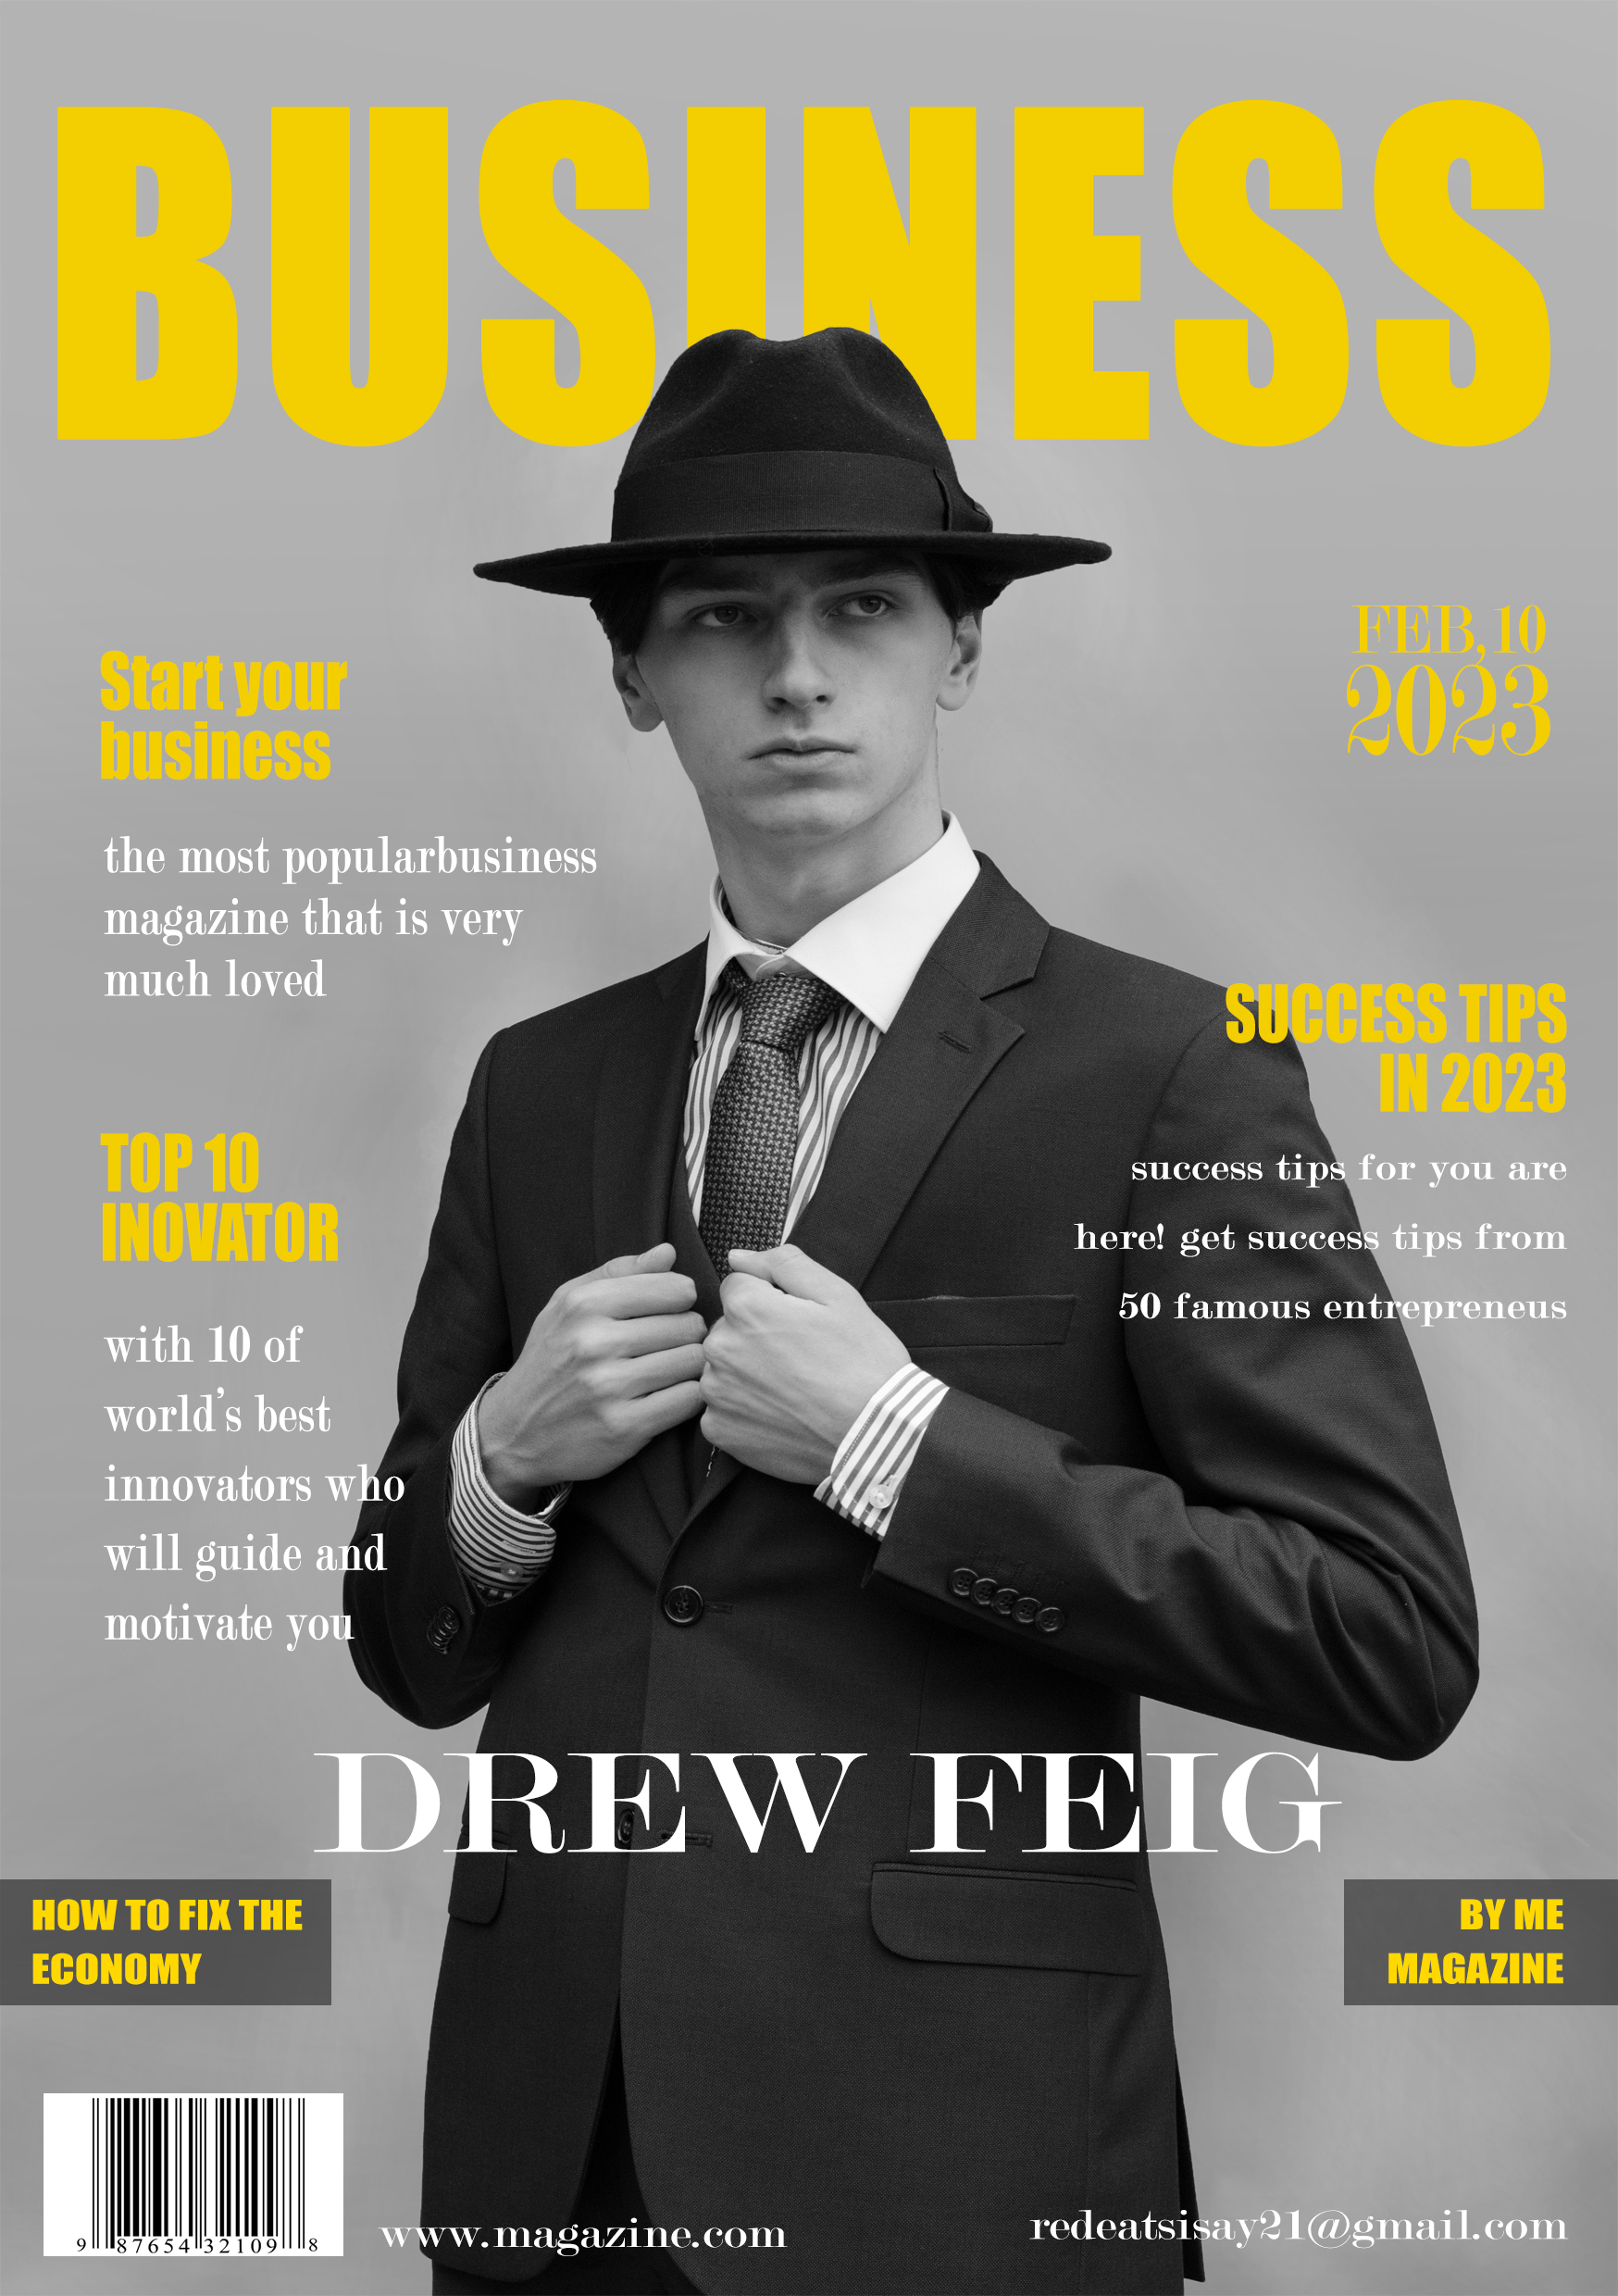 BUSINESS
FEB,10
2023
Start your
business
the most popularbusiness
magazine that is very
much loved
SUCCESS TIPS
IN 2023
success tips for you are
here! get success tips from
50 famous entrepreneus
TOP 10
INOVATOR
with 10 of
world's best
innovators who
will guide and
motivate you
DREW FEIG
HOW TO FIX THE
ECONOMY
BY ME
MAGAZINE
9 87654 32109 8
www.magazine.com
redeatsisay21@gmail.com